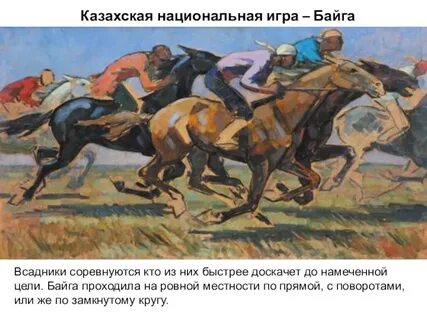 Казахская национальная игра – Байга
Всадники соревнуются кто из них быстрее доскачет до намеченной
цели. Байга проходила на ровной местности по прямой, с поворотами,
или же по замкнутому кругу.